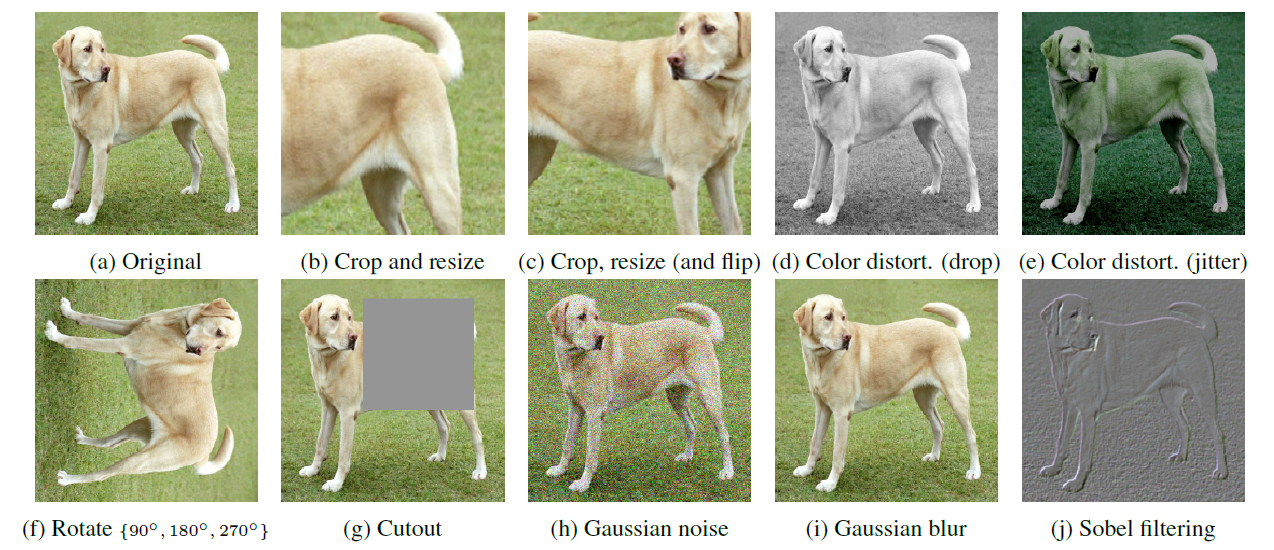 (a) Original
(b) Crop and resize
(c) Crop, resize (and flip)
(d) Color distort. (drop)
(e) Color distort. (jitter)
(f) Rotate {90°, 180°, 270°}
(g) Cutout
(h) Gaussian noise
(i) Gaussian blur
(j) Sobel filtering